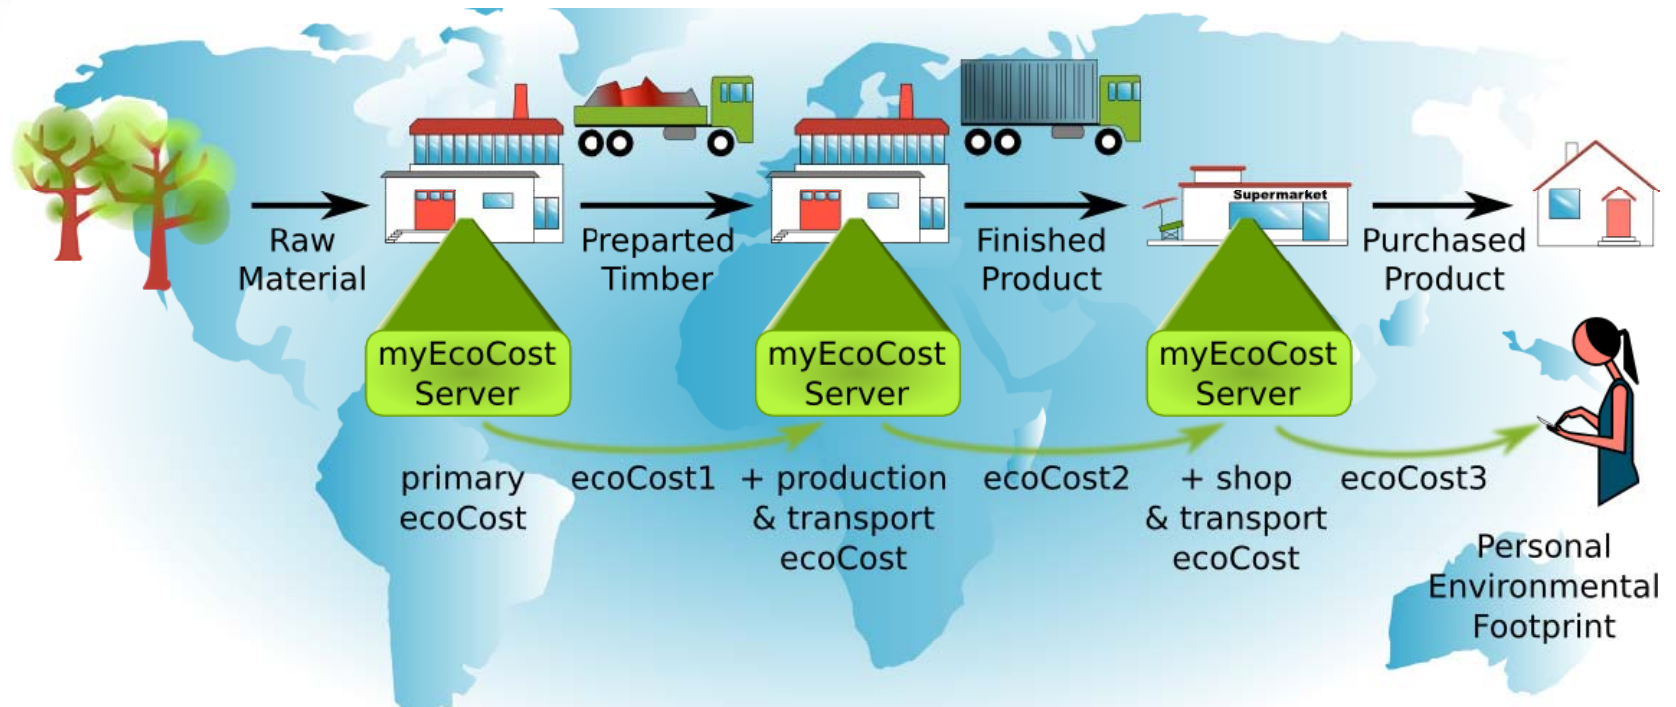 Supermarket
Raw
Material
Preparted
Timber
Finished
Product
Purchased
Product
myEcoCost
Server
myEcoCost
Server
myEcoCost
Server
primary
ecoCost
ecoCost1
+ production
& transport
ecoCost
ecoCost2
+ shop
& transport
ecoCost
ecoCost3
Personal
Environmental
Footprint